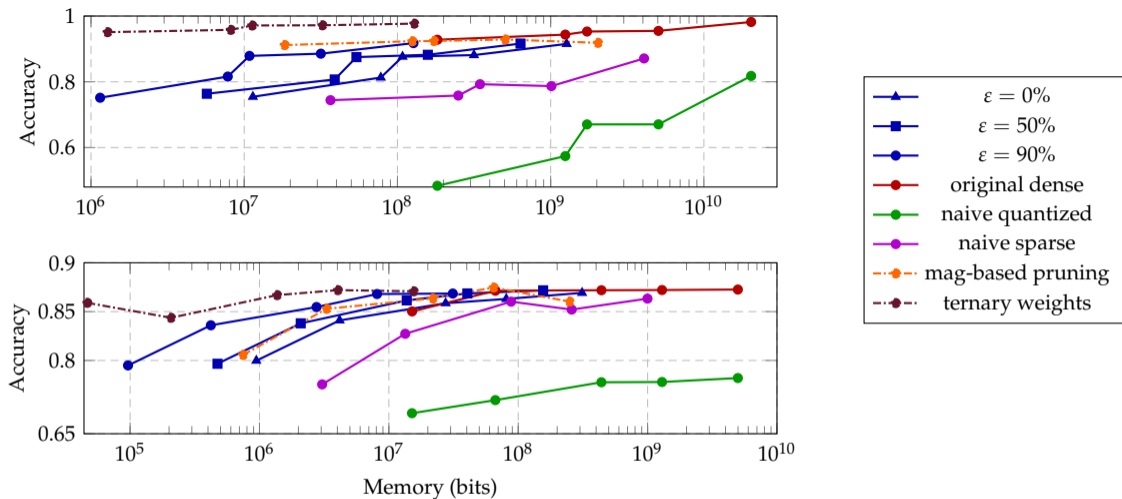 1
0.8
0.6
Accuracy
10^6
10^7
10^8
10^9
10^10
0.9
0.85
0.8
0.65
Accuracy
10^5
10^6
10^7
10^8
10^9
10^10
Memory (bits)
ε = 0%
ε = 50%
ε = 90%
original dense
naive quantized
naive sparse
mag-based pruning
ternary weights